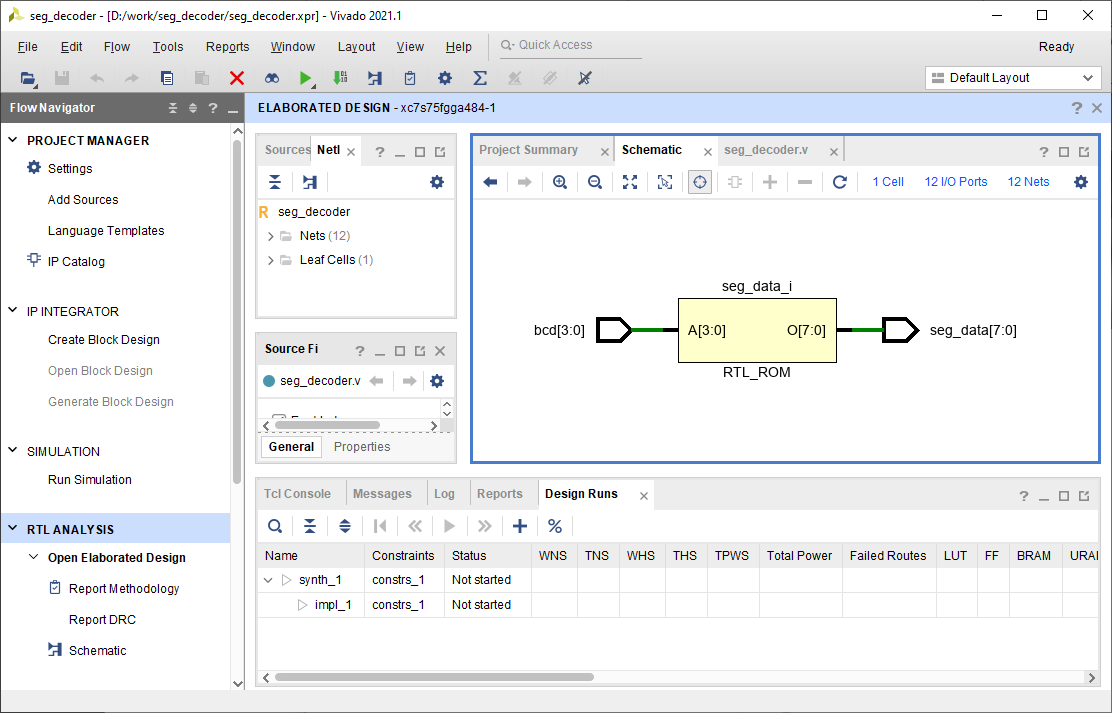 seg_decoder - [D:/work/seg_decoder/seg_decoder.xpr] - Vivado 2021.1
File Edit Flow Tools Reports Window Layout View Help Quick Access Ready
Default Layout
Flow Navigator
ELABORATED DESIGN - xc7s75fgga484-1
PROJECT MANAGER
Settings
Add Sources
Language Templates
IP Catalog
IP INTEGRATOR
Create Block Design
Open Block Design
Generate Block Design
SIMULATION
Run Simulation
RTL ANALYSIS
Open Elaborated Design
Report Methodology
Report DRC
Schematic
Sources Netl
R seg_decoder
Nets (12)
Leaf Cells (1)
Source Fi
seg_decoder.v
General Properties
Project Summary Schematic seg_decoder.v
1 Cell 12 I/O Ports 12 Nets
seg_data_i
bcd[3:0] A[3:0] O[7:0] seg_data[7:0]
RTL_ROM
Tcl Console Messages Log Reports Design Runs
Name Constraints Status WNS TNS WHS THS TPWS Total Power Failed Routes LUT FF BRAM URA
synth_1 constrs_1 Not started
impl_1 constrs_1 Not started